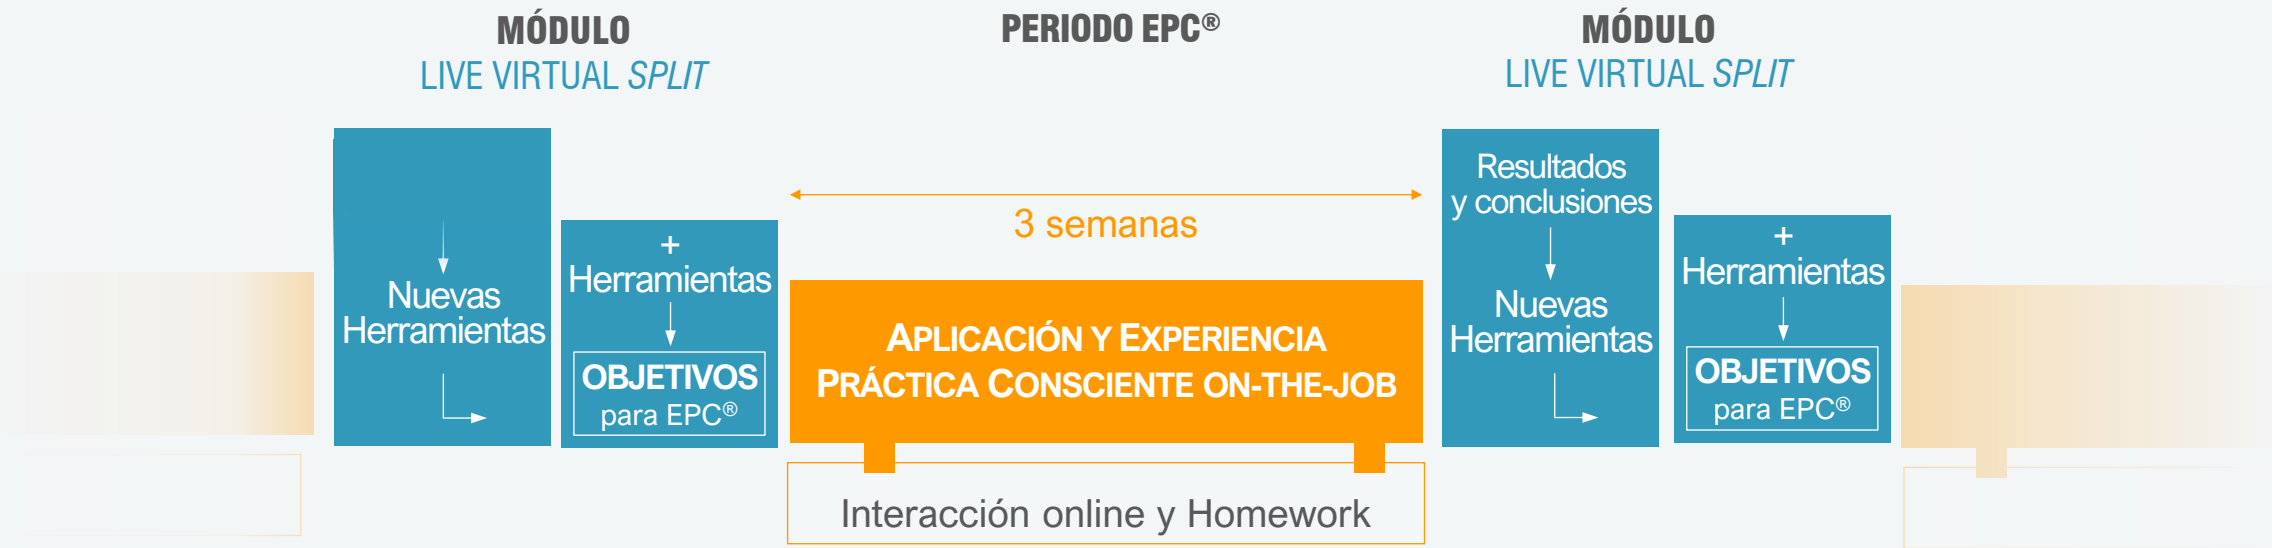 MÓDULO
LIVE VIRTUAL SPLIT
PERIODO EPC®
MÓDULO
LIVE VIRTUAL SPLIT
Nuevas
Herramientas
+
Herramientas
OBJETIVOS
para EPC®
3 semanas
APLICACIÓN Y EXPERIENCIA
PRÁCTICA CONSCIENTE ON-THE-JOB
Interacción online y Homework
Resultados
y conclusiones
Nuevas
Herramientas
+
Herramientas
OBJETIVOS
para EPC®